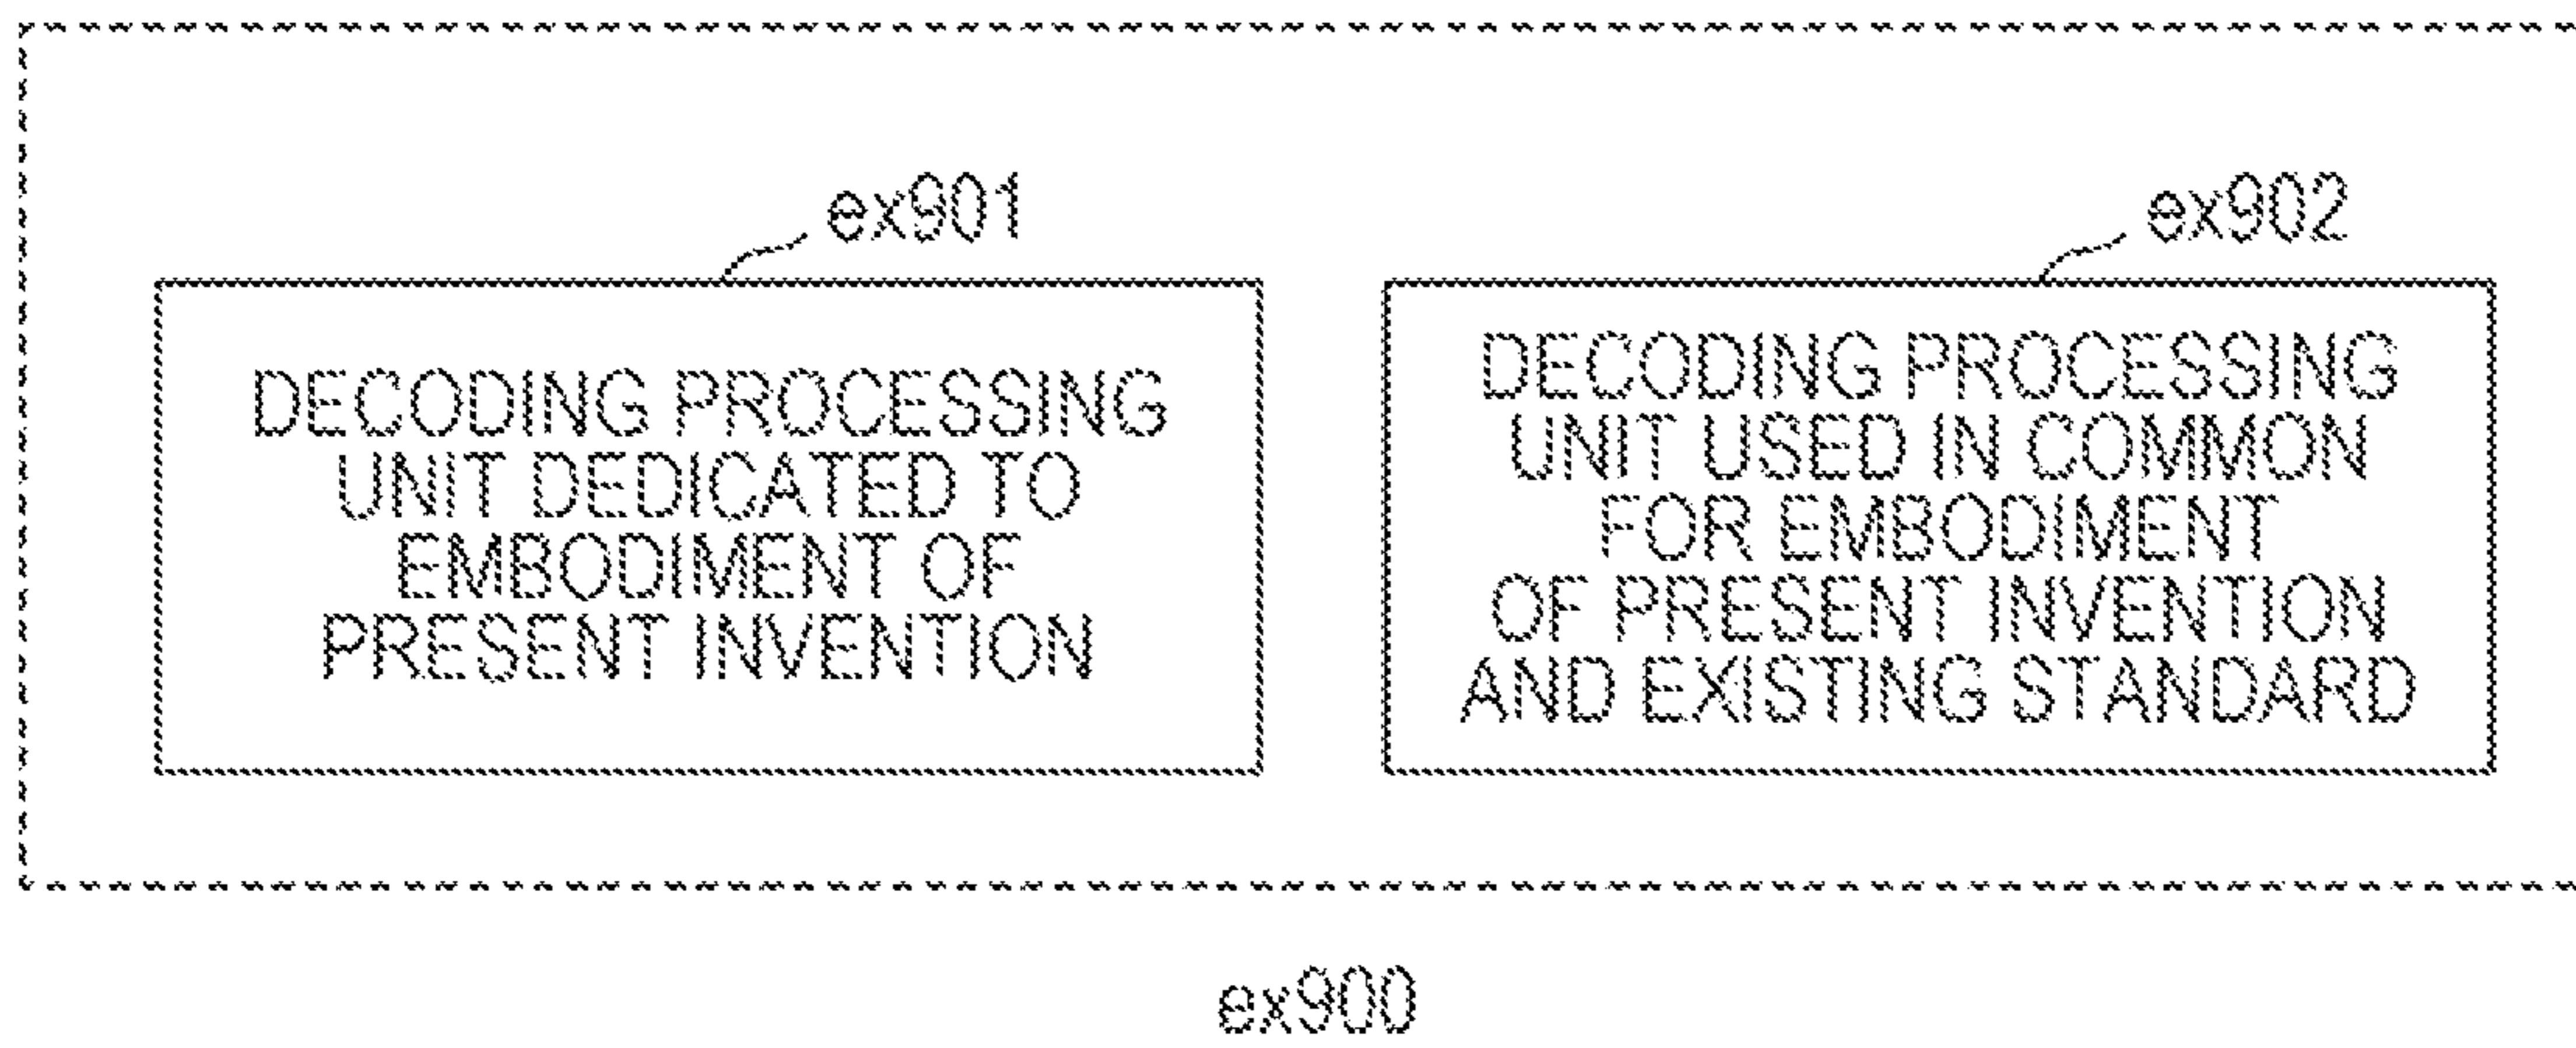 ex901
DECODING PROCESSING
UNIT DEDICATED TO
EMBODIMENT OF
PRESENT INVENTION
ex902
DECODING PROCESSING
UNIT USED IN COMMON
FOR EMBODIMENT
OF PRESENT INVENTION
AND EXISTING STANDARD
ex900